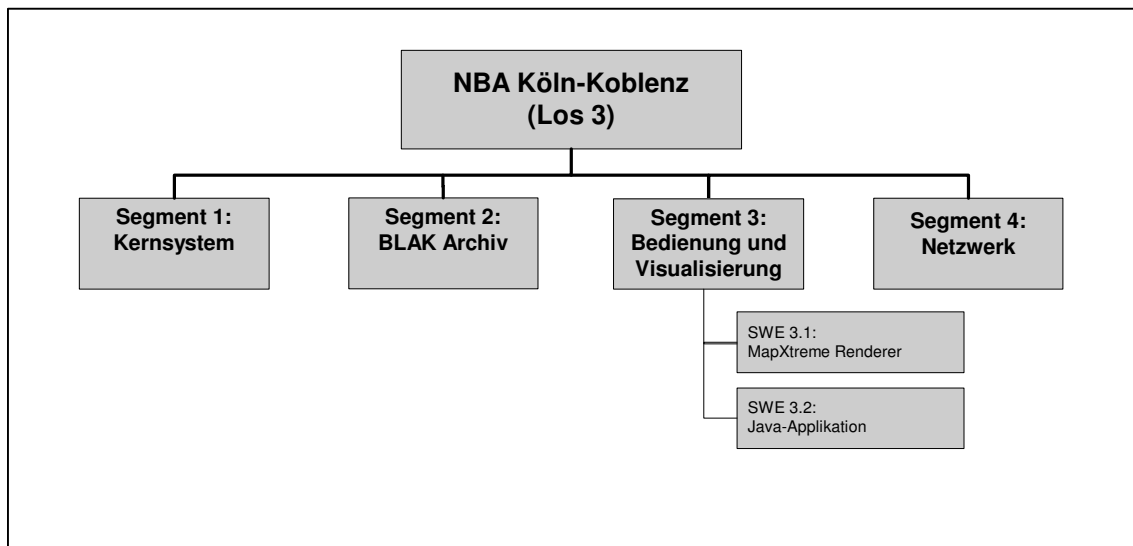 NBA Köln-Koblenz
(Los 3)
Segment 1:
Kernsystem
Segment 2:
BLAK Archiv
Segment 3:
Bedienung und
Visualisierung
Segment 4:
Netzwerk
SWE 3.1:
MapXtreme Renderer
SWE 3.2:
Java-Applikation